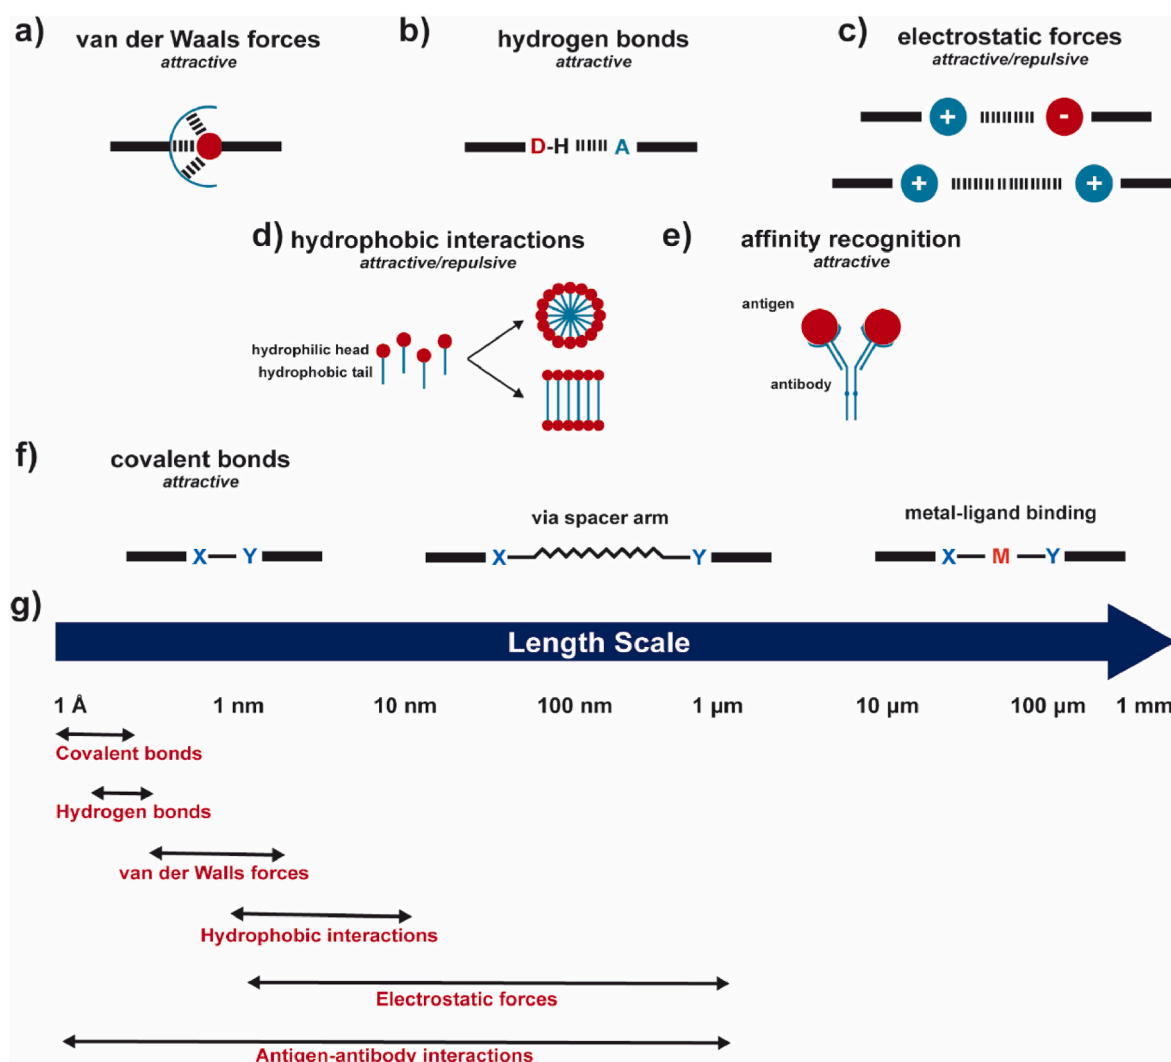 a)
van der Waals forces
attractive
b)
hydrogen bonds
attractive
D-H A
c)
electrostatic forces
attractive/repulsive
+ -
+ +
d)
hydrophobic interactions
attractive/repulsive
hydrophilic head
hydrophobic tail
e)
affinity recognition
attractive
antigen
antibody
f)
covalent bonds
attractive
X Y
via spacer arm
X Y
metal-ligand binding
X M Y
g)
Length Scale
1 Å 1 nm 10 nm 100 nm 1 µm 10 µm 100 µm 1 mm
Covalent bonds
Hydrogen bonds
van der Walls forces
Hydrophobic interactions
Electrostatic forces
Antigen-antibody interactions